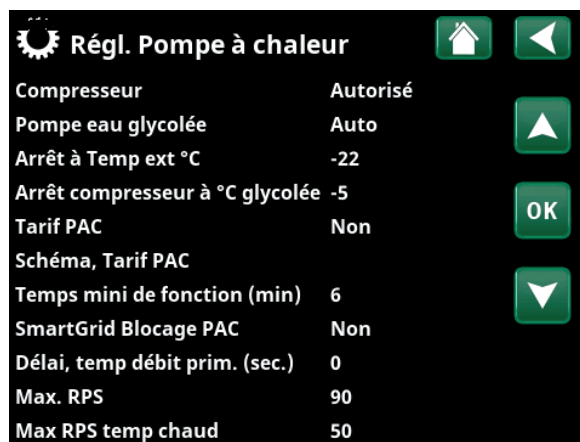 Régl. Pompe à chaleur
Compresseur Autorisé
Pompe eau glycolée Auto
Arrêt à Temp ext °C -22
Arrêt compresseur à °C glycolée -5
OK
Tarif PAC Non
Schéma, Tarif PAC
Temps mini de fonction (min) 6
SmartGrid Blocage PAC Non
Délai, temp débit prim. (sec.) 0
Max. RPS 90
Max RPS temp chaud 50